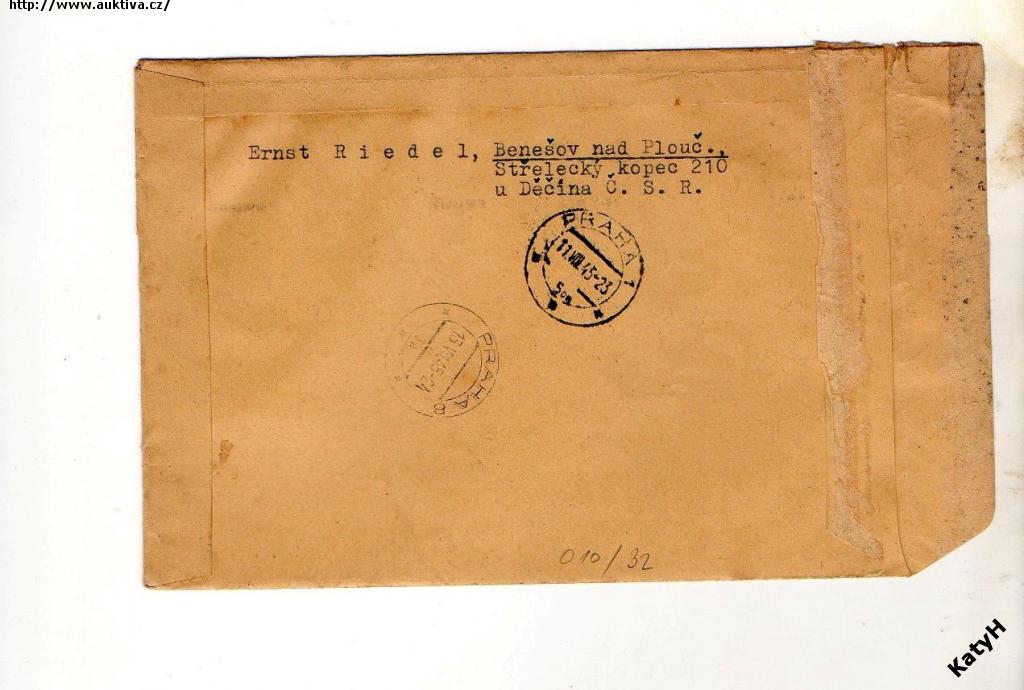 http://www.auktiva.cz/
Ernst R i e d e l, Benešov nad Plouč.,
Střelecký kopec 210
u Děčína Č. S. R.
PRAHA 1
11.VIII.45-23
PRAHA 8
010/32
KatyH